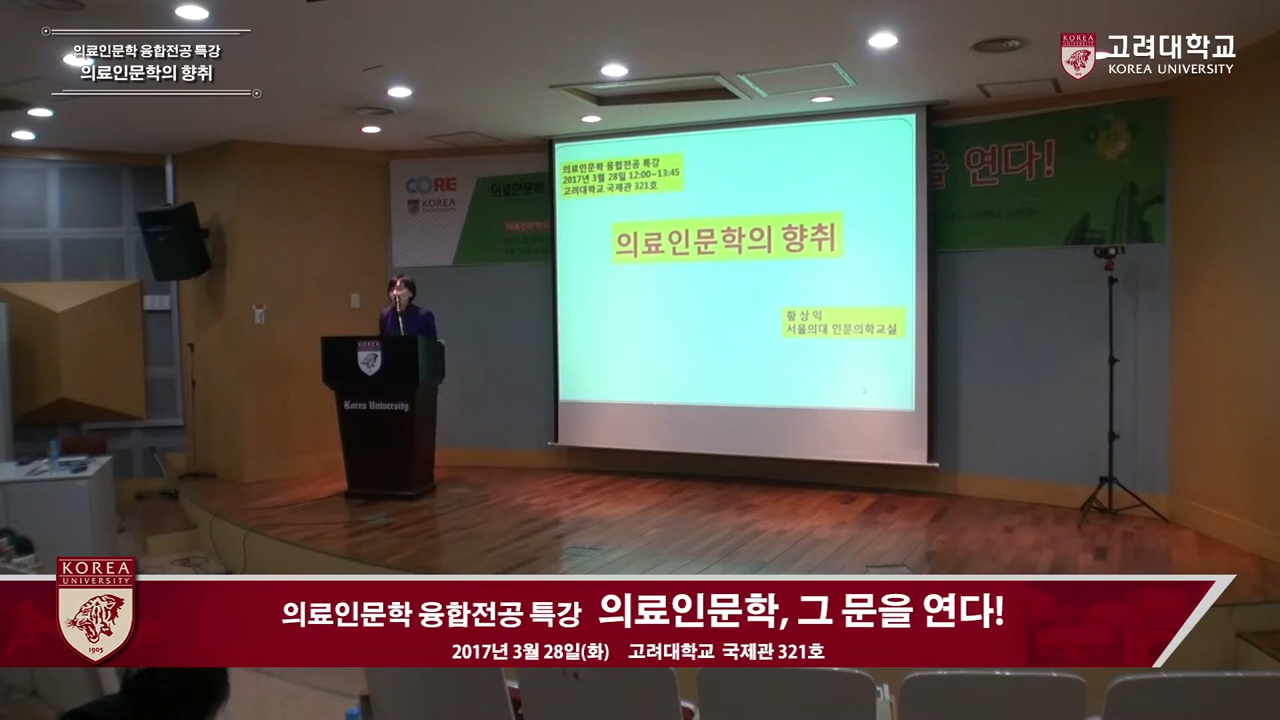 의료인문학 융합전공 특강
의료인문학의 향취
KOREA
1905
고려대학교
KOREA UNIVERSITY
CORE
KOREA
UNIVERSITY
의료인문학
을 연다!
의료인문학 융합전공 특강
2017년 3월 28일 12:00~13:45
고려대학교 국제관 321호
의료인문학의 향취
황 상 익
서울의대 인문의학교실
Korea University
KOREA
UNIVERSITY
1905
의료인문학 융합전공 특강 의료인문학, 그 문을 연다!
2017년 3월 28일(화) 고려대학교 국제관 321호